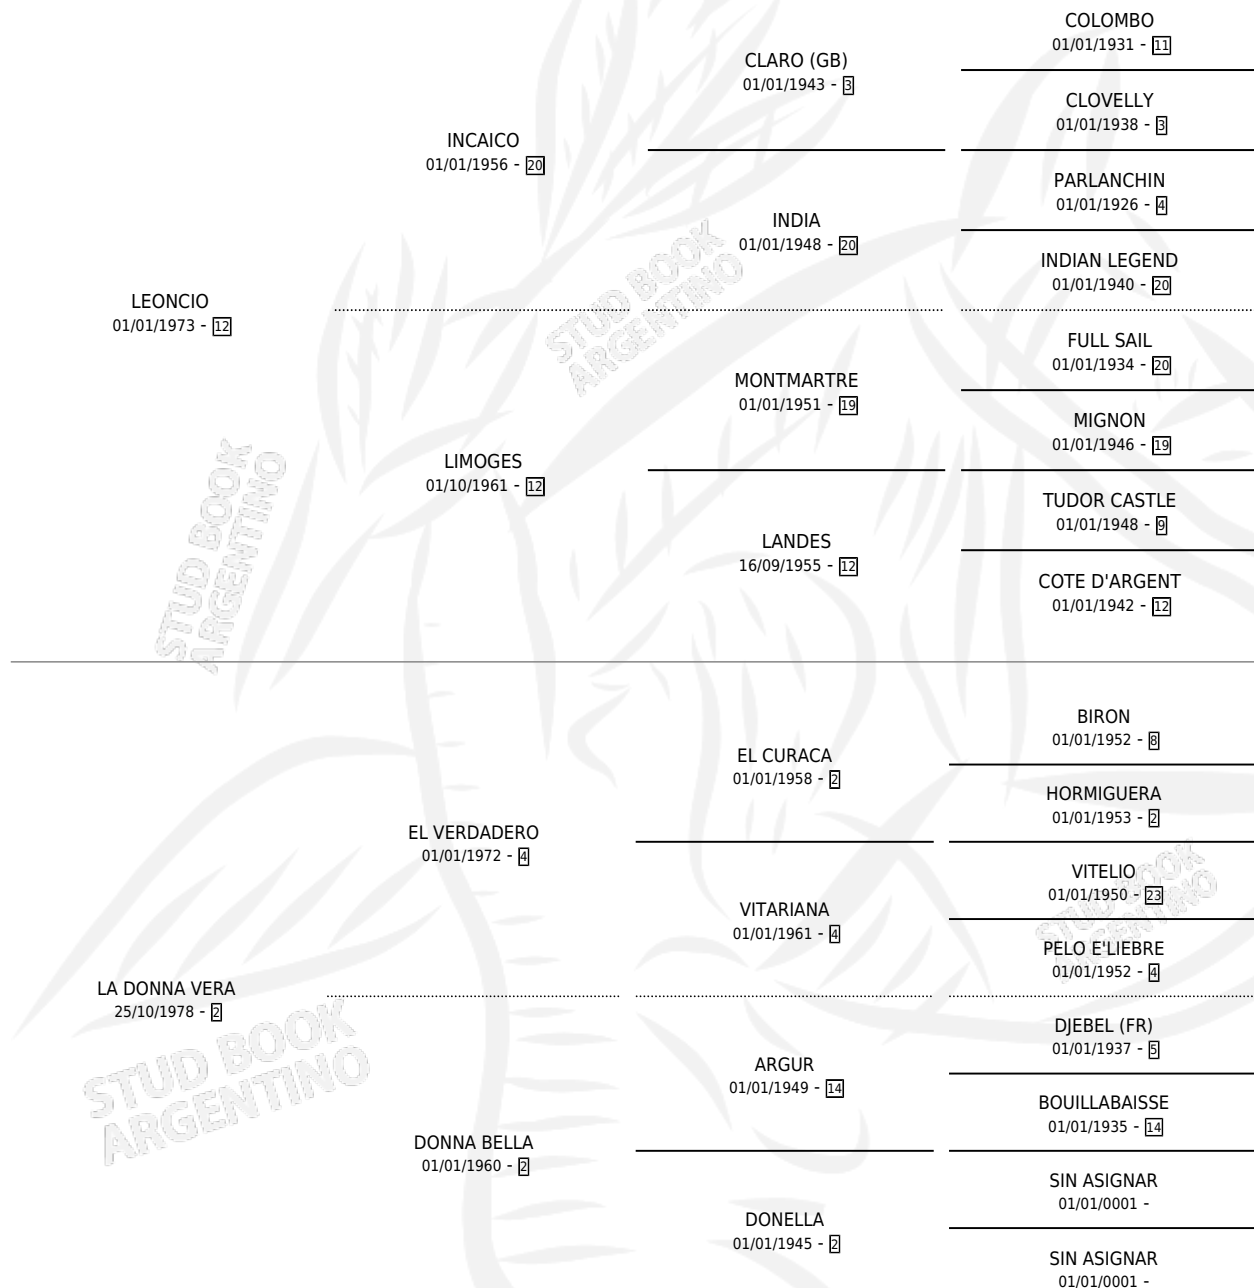 COLOMBO
01/01/1931 - 11
CLARO (GB)
01/01/1943 - 3
CLOVELLY
01/01/1938 - 3
INCAICO
01/01/1956 - 20
PARLANCHIN
01/01/1926 - 4
INDIA
01/01/1948 - 20
INDIAN LEGEND
01/01/1940 - 20
LEONCIO
01/01/1973 - 12
STUD BOOK
ARGENTINO
FULL SAIL
01/01/1934 - 20
MONTMARTRE
01/01/1951 - 19
MIGNON
01/01/1946 - 19
LIMOGES
01/10/1961 - 12
TUDOR CASTLE
01/01/1948 - 9
LANDES
16/09/1955 - 12
COTE D'ARGENT
01/01/1942 - 12
STUD BOOK
ARGENTINO
BIRON
01/01/1952 - 8
EL CURACA
01/01/1958 - 2
HORMIGUERA
01/01/1953 - 2
EL VERDADERO
01/01/1972 - 4
VITELIO
01/01/1950 - 23
VITARIANA
01/01/1961 - 4
PELO E'LIEBRE
01/01/1952 - 4
STUD BOOK
ARGENTINO
LA DONNA VERA
25/10/1978 - 2
DJEBEL (FR)
01/01/1937 - 5
ARGUR
01/01/1949 - 14
BOUILLABAISSE
01/01/1935 - 14
STUD BOOK
ARGENTINO
DONNA BELLA
01/01/1960 - 2
SIN ASIGNAR
01/01/0001 -
DONELLA
01/01/1945 - 2
SIN ASIGNAR
01/01/0001 -